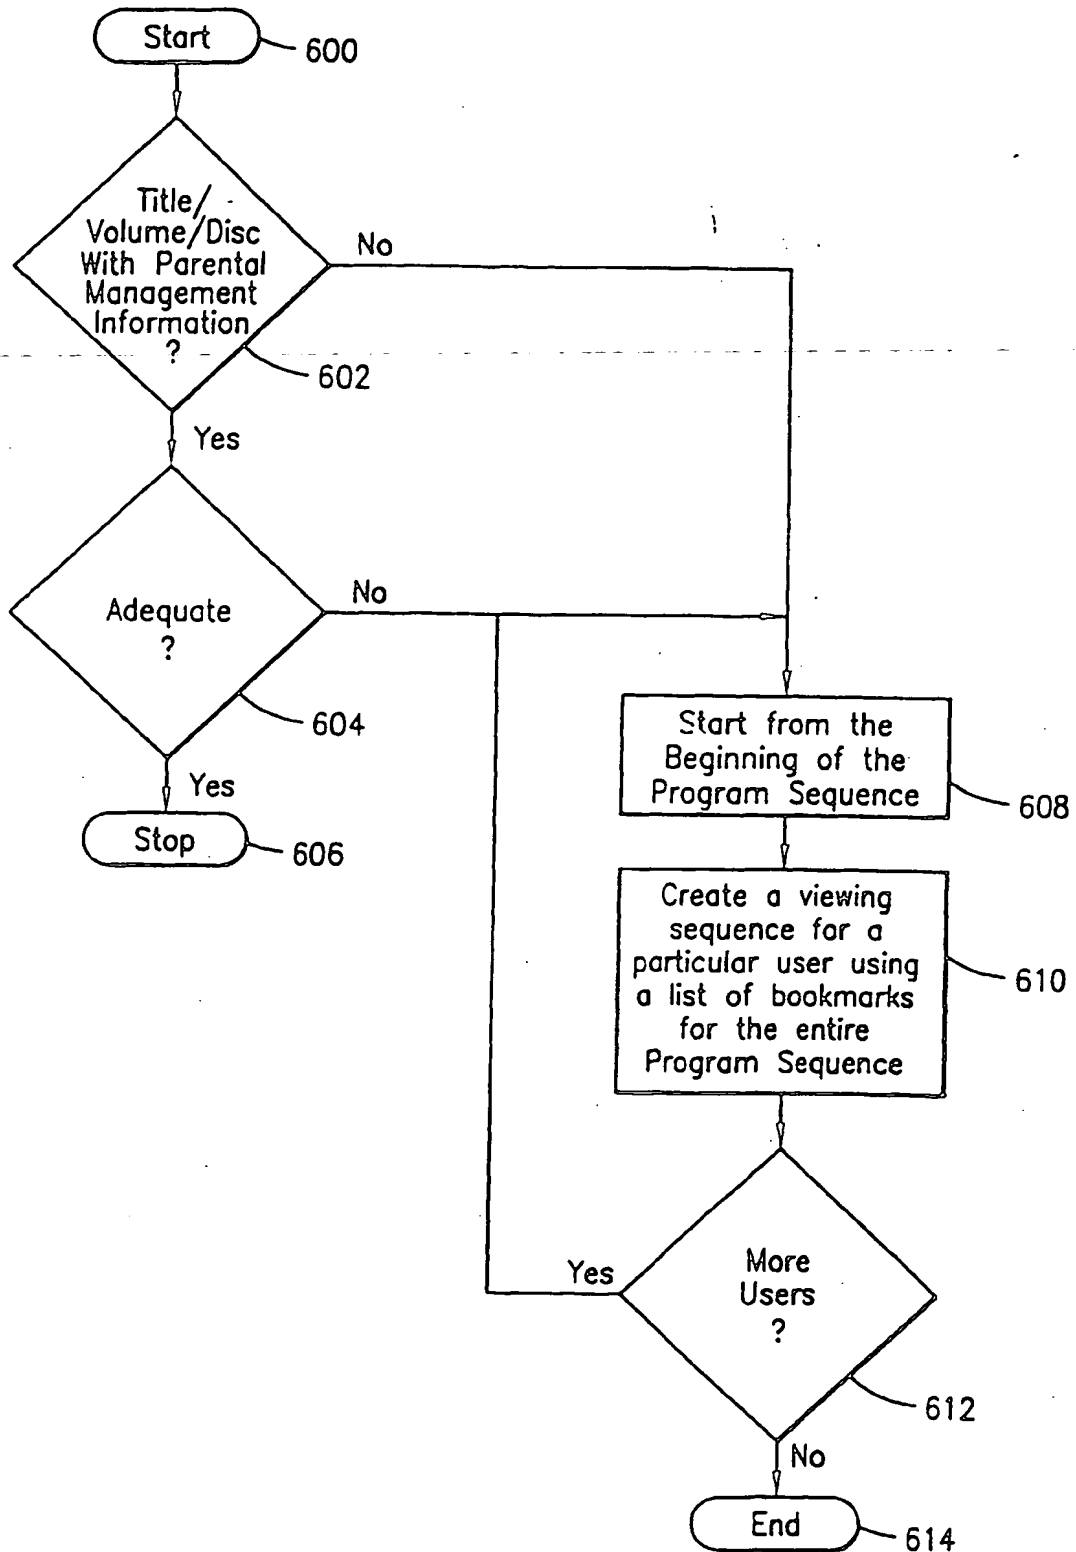 Start
600
Title/
Volume/Disc
With Parental
Management
Information
?
No
602
Yes
Adequate
?
No
604
Yes
Stop
606
Start from the
Beginning of the
Program Sequence
608
Create a viewing
sequence for a
particular user using
a list of bookmarks
for the entire
Program Sequence
610
More
Users
?
Yes
612
No
End
614